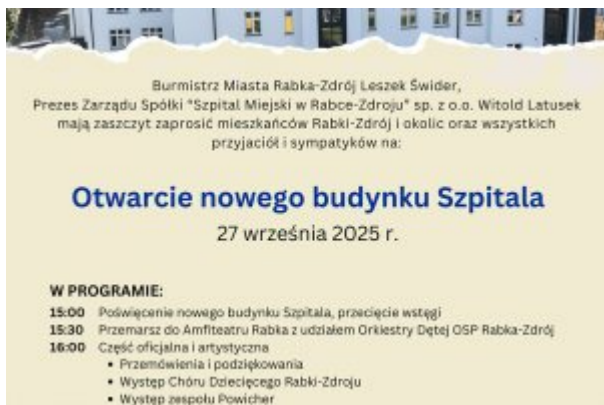 Burmistrz Miasta Rabka-Zdrój Leszek Świder,
Prezes Zarządu Spółki "Szpital Miejski w Rabce-Zdroju" sp. z o.o. Witold Latusek
mają zaszczyt zaprosić mieszkańców Rabki-Zdrój i okolic oraz wszystkich
przyjaciół i sympatyków na:
Otwarcie nowego budynku Szpitala
27 września 2025 r.
W PROGRAMIE:
15:00 Poświęcenie nowego budynku Szpitala, przecięcie wstęgi
15:30 Przemarsz do Amfiteatru Rabka z udziałem Orkiestry Dętej OSP Rabka-Zdrój
16:00 Część oficjalna i artystyczna
• Przemówienia i podziękowania
• Występ Chóru Dziecięcego Rabki-Zdroju
• Występ zespołu Powicher